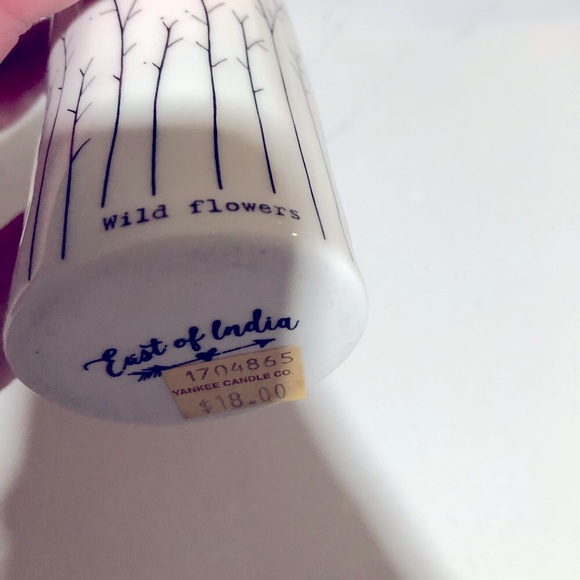 Wild flowers
East of India
1704865
YANKEE CANDLE CO.
$18.00